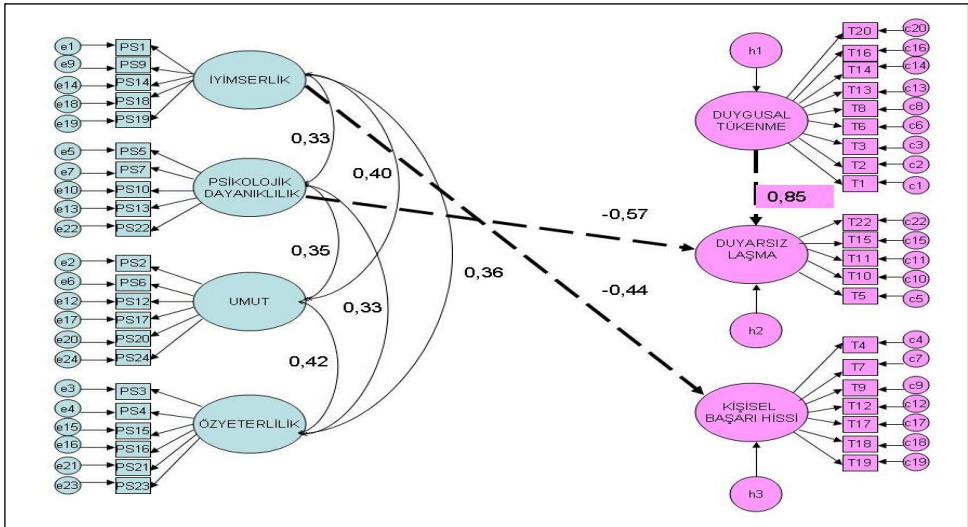 e1
PS1
e9
PS9
e14
PS14
e18
PS18
e19
PS19
İYİMSERLİK
e5
PS5
e7
PS7
e10
PS10
e13
PS13
e22
PS22
PSİKOLOJİK
DAYANIKLILIK
e2
PS2
e6
PS6
e12
PS12
e17
PS17
e20
PS20
e24
PS24
UMUT
e3
PS3
e4
PS4
e15
PS15
e16
PS16
e21
PS21
e23
PS23
ÖZYETERLİLİK
0,33
0,40
0,35
0,36
0,33
0,42
-0,57
-0,44
h1
DUYGUSAL
TÜKENME
T20
c20
T16
c16
T14
c14
T13
c13
T8
c8
T6
c6
T3
c3
T2
c2
T1
c1
0,85
DUYARSIZ
LAŞMA
T22
c22
T15
c15
T11
c11
T10
c10
T5
c5
h2
KİŞİSEL
BAŞARI HİSSİ
T4
c4
T7
c7
T9
c9
T12
c12
T17
c17
T18
c18
T19
c19
h3